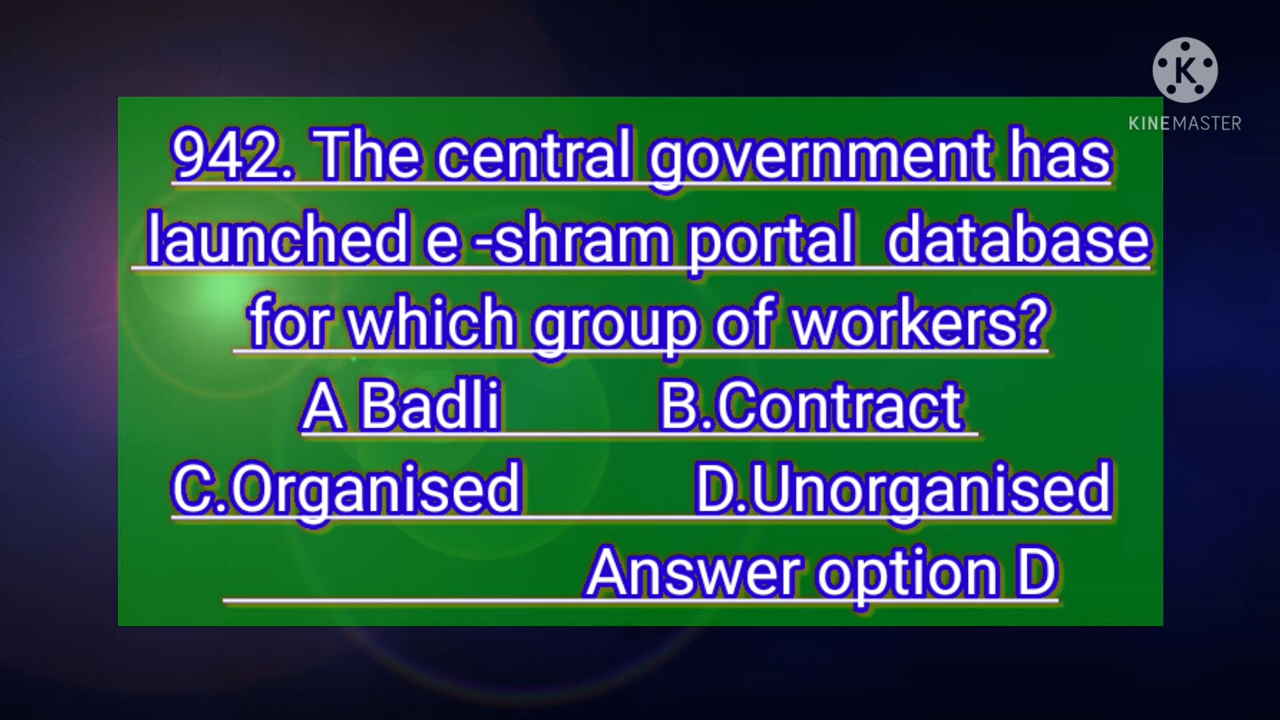 KINEMASTER
942. The central government has
launched e -shram portal database
for which group of workers?
A Badli B.Contract
C.Organised D.Unorganised
Answer option D